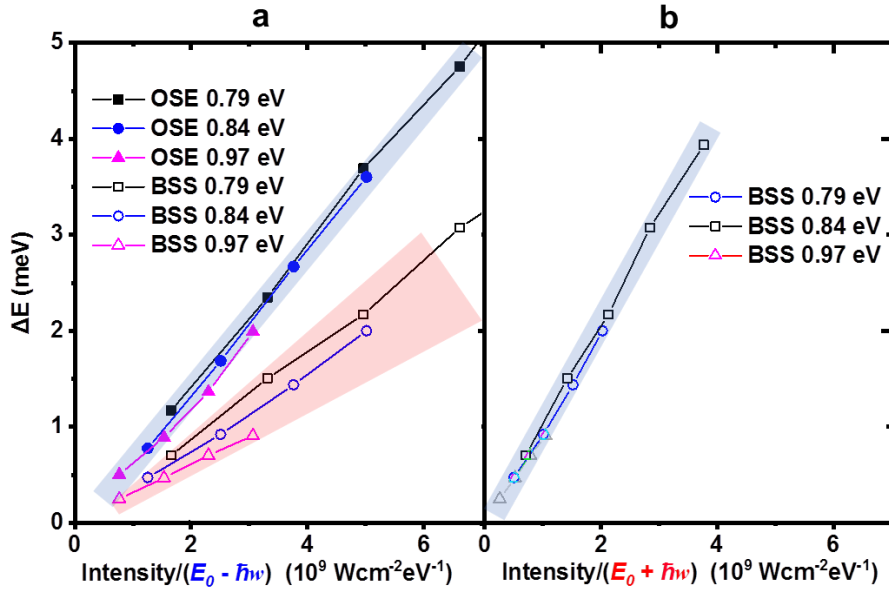 a
b
5
4
3
2
1
0
ΔE (meV)
OSE 0.79 eV
OSE 0.84 eV
OSE 0.97 eV
BSS 0.79 eV
BSS 0.84 eV
BSS 0.97 eV
BSS 0.79 eV
BSS 0.84 eV
BSS 0.97 eV
0 2 4 6
0 2 4 6
Intensity/(E₀ - ℏw) (10⁹ Wcm⁻²eV⁻¹)
Intensity/(E₀ + ℏw) (10⁹ Wcm⁻²eV⁻¹)